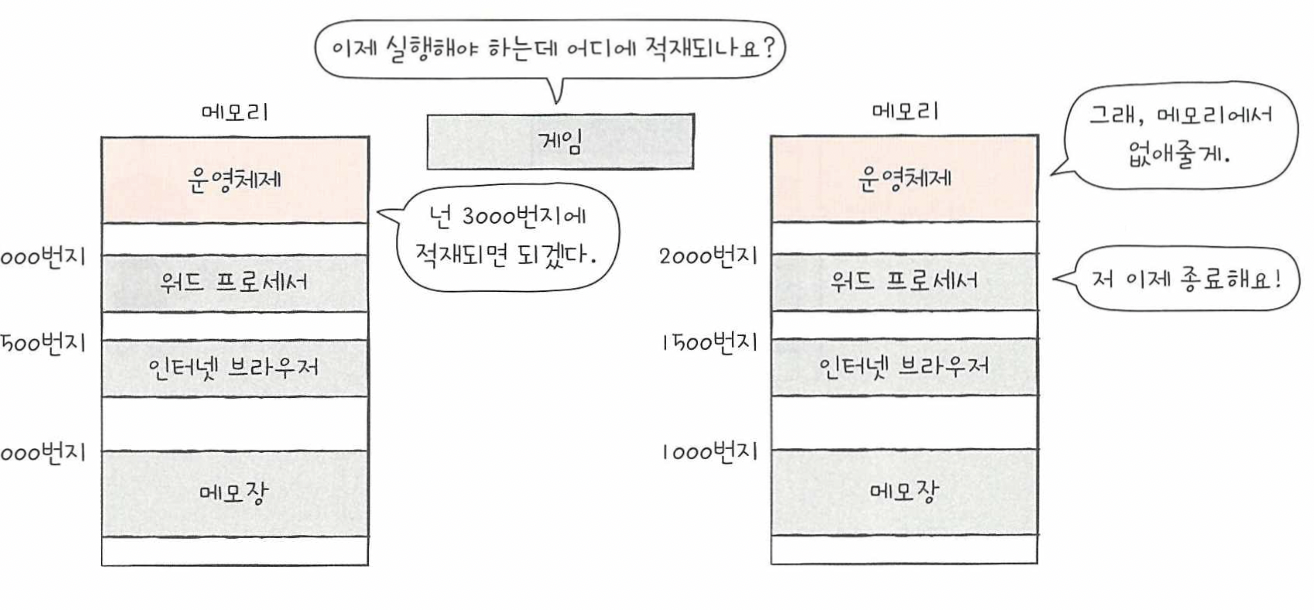 이제 실행해야 하는데 어디에 적재되나요?
메모리
게임
운영체제
넌 3000번지에
적재되면 되겠다.
000번지
워드 프로세서
500번지
인터넷 브라우저
000번지
메모장
메모리
그래, 메모리에서
없애줄게.
운영체제
2000번지
워드 프로세서
저 이제 종료해요!
1500번지
인터넷 브라우저
1000번지
메모장